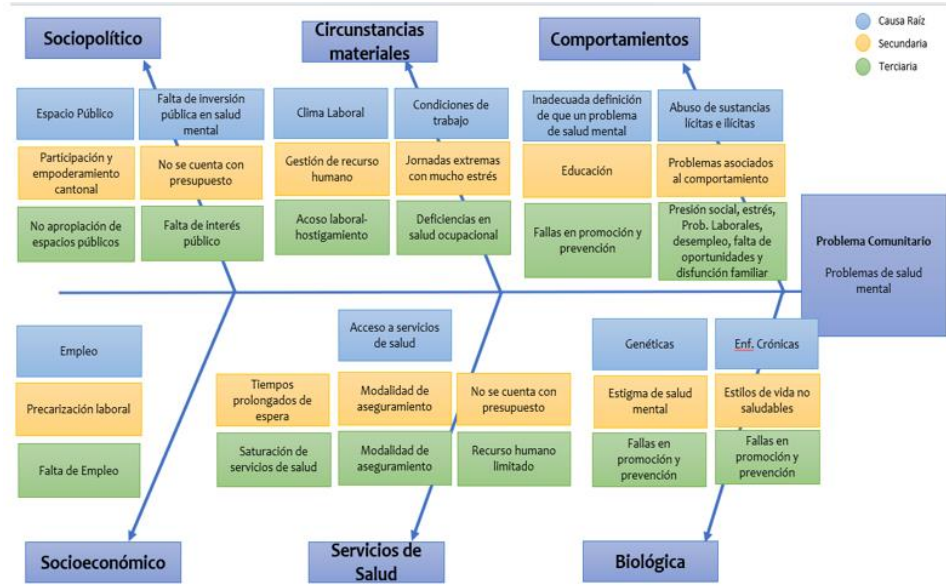 Sociopolítico
Circunstancias
materiales
Comportamientos
Causa Raíz
Secundaria
Terciaria
Espacio Público
Falta de inversión
pública en salud
mental
Clima Laboral
Condiciones de
trabajo
Inadecuada definición
de que un problema
de salud mental
Abuso de sustancias
lícitas e ilícitas
Participación y
empoderamiento
cantonal
No se cuenta con
presupuesto
Gestión de recurso
humano
Jornadas extremas
con mucho estrés
Educación
Problemas asociados
al comportamiento
No apropiación de
espacios públicos
Falta de interés
público
Acoso laboral-
hostigamiento
Deficiencias en
salud ocupacional
Fallas en
promoción y
prevención
Presión social, estrés,
Prob. Laborales,
desempleo, falta de
oportunidades y
disfunción familiar
Problema Comunitario
Problemas de salud
mental
Empleo
Acceso a servicios
de salud
Genéticas
Enf. Crónicas
Precarización laboral
Tiempos
prolongados de
espera
Modalidad de
aseguramiento
No se cuenta con
presupuesto
Estigma de salud
mental
Estilos de vida no
saludables
Falta de Empleo
Saturación de
servicios de salud
Modalidad de
aseguramiento
Recurso humano
limitado
Fallas en
promoción y
prevención
Fallas en
promoción y
prevención
Socioeconómico
Servicios de
Salud
Biológica